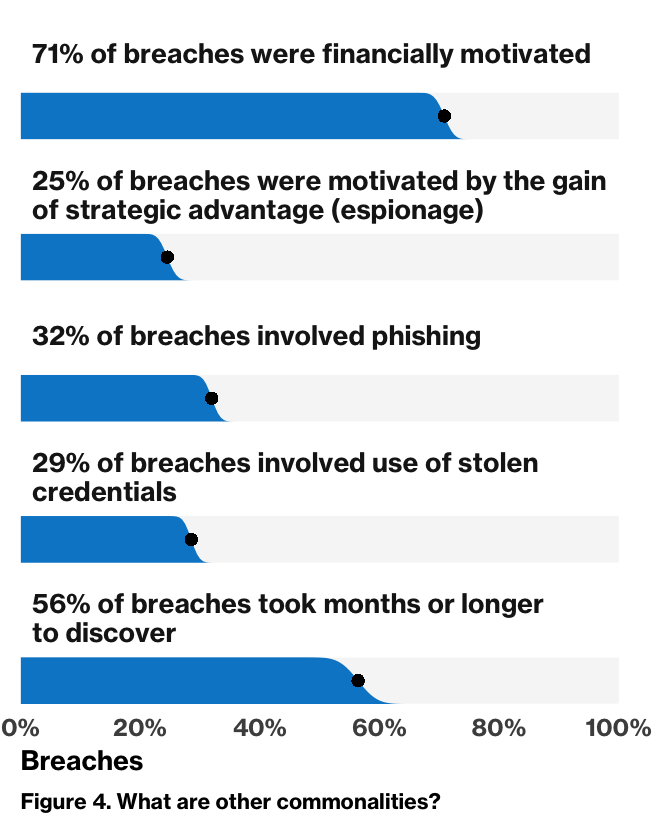 71% of breaches were financially motivated
25% of breaches were motivated by the gain
of strategic advantage (espionage)
32% of breaches involved phishing
29% of breaches involved use of stolen
credentials
56% of breaches took months or longer
to discover
0% 20% 40% 60% 80% 100%
Breaches
Figure 4. What are other commonalities?